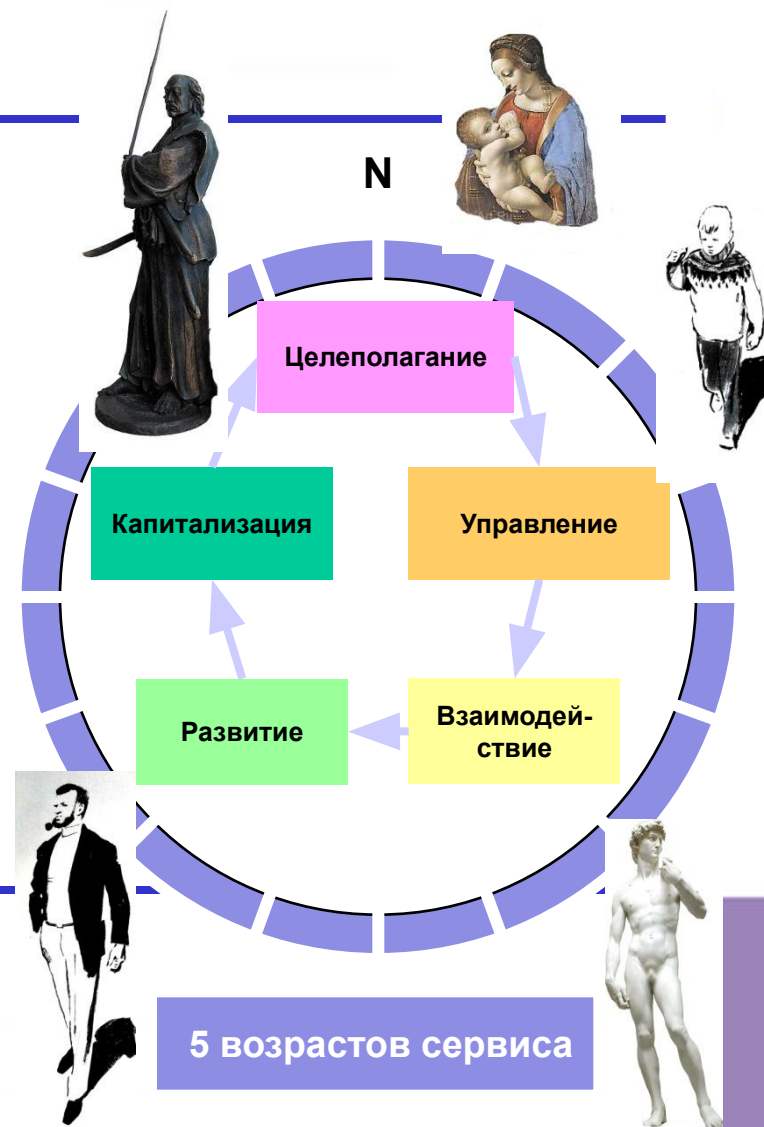 N
Целеполагание
Капитализация
Управление
Развитие
Взаимодей-
ствие
5 возрастов сервиса